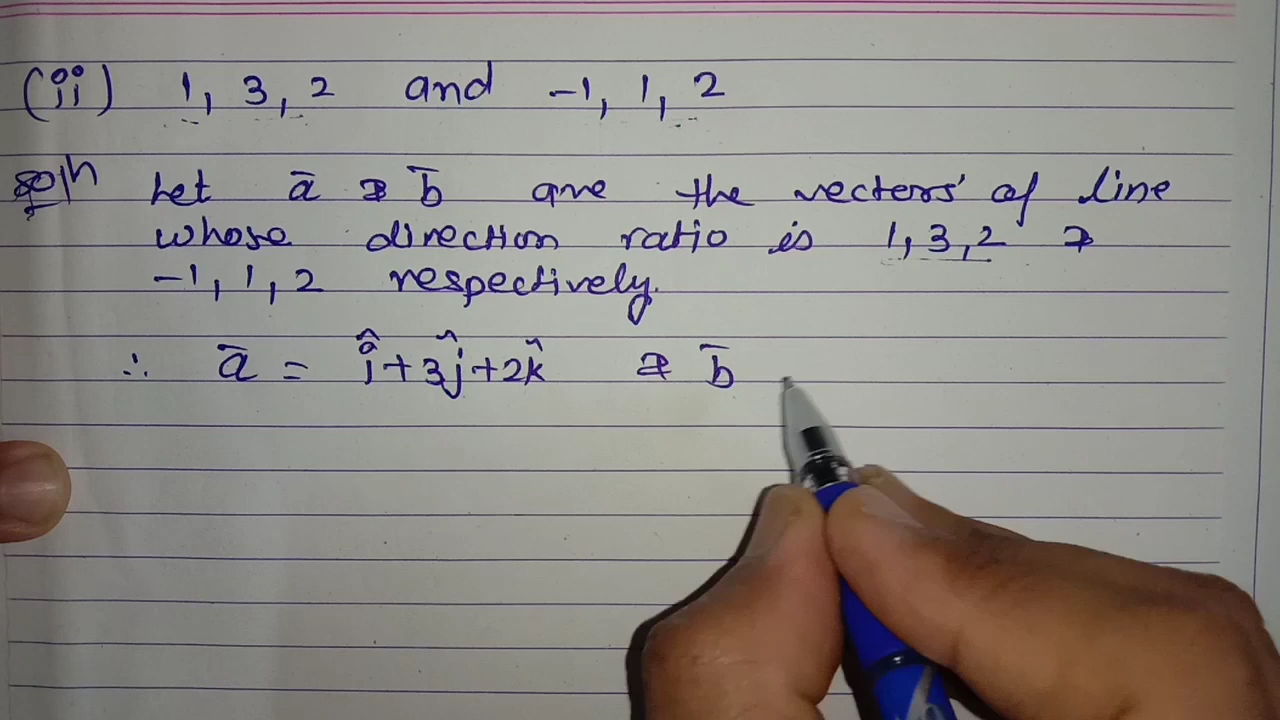 (ii) 1, 3, 2 and -1, 1, 2
Soln Let a̅ & b̅ are the vectors of line
whose direction ratio is 1, 3, 2 &
-1, 1, 2 respectively.
∴ a̅ = î + 3ĵ + 2k̂ & b̅